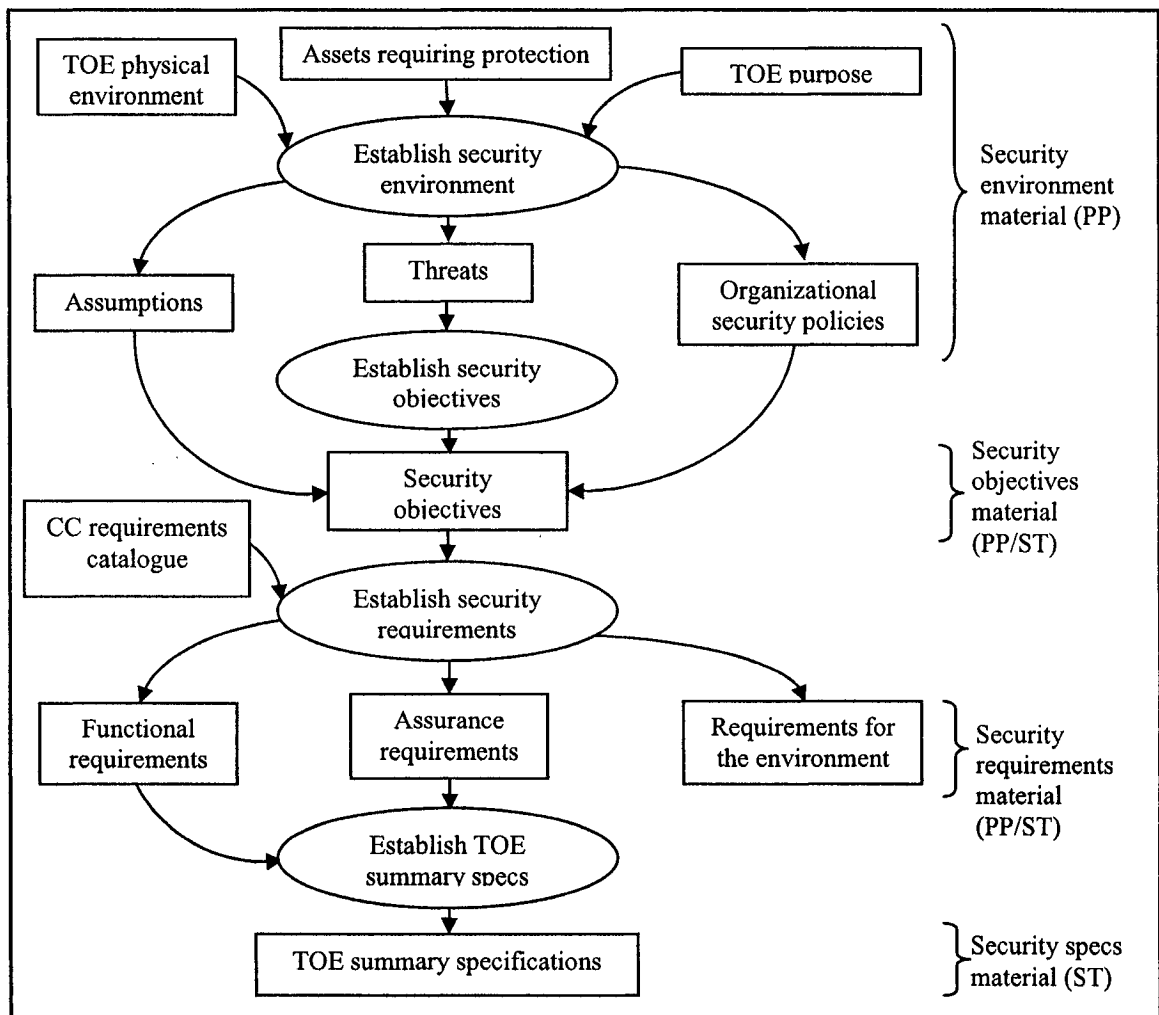 Assets requiring protection
TOE physical
environment
TOE purpose
Establish security
environment
Security
environment
material (PP)
Threats
Assumptions
Organizational
security policies
Establish security
objectives
Security
objectives
Security
objectives
material
(PP/ST)
CC requirements
catalogue
Establish security
requirements
Functional
requirements
Assurance
requirements
Requirements for
the environment
Security
requirements
material
(PP/ST)
Establish TOE
summary specs
TOE summary specifications
Security specs
material (ST)